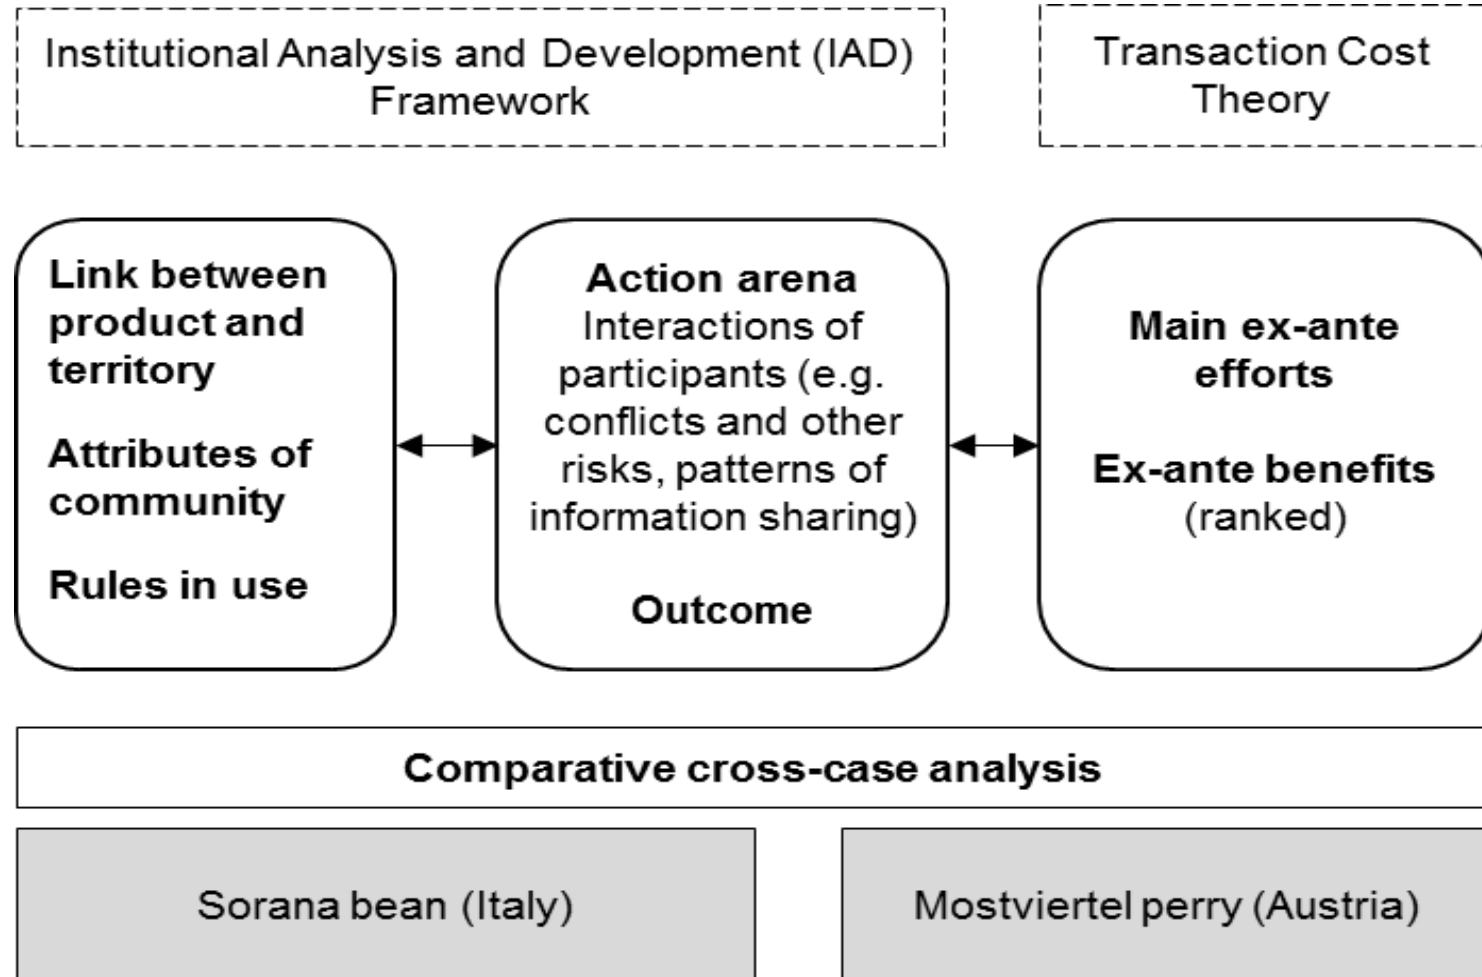 Institutional Analysis and Development (IAD)
Framework
Transaction Cost
Theory
Link between
product and
territory
Attributes of
community
Rules in use
Action arena
Interactions of
participants (e.g.
conflicts and other
risks, patterns of
information sharing)
Outcome
Main ex-ante
efforts
Ex-ante benefits
(ranked)
Comparative cross-case analysis
Sorana bean (Italy)
Mostviertel perry (Austria)